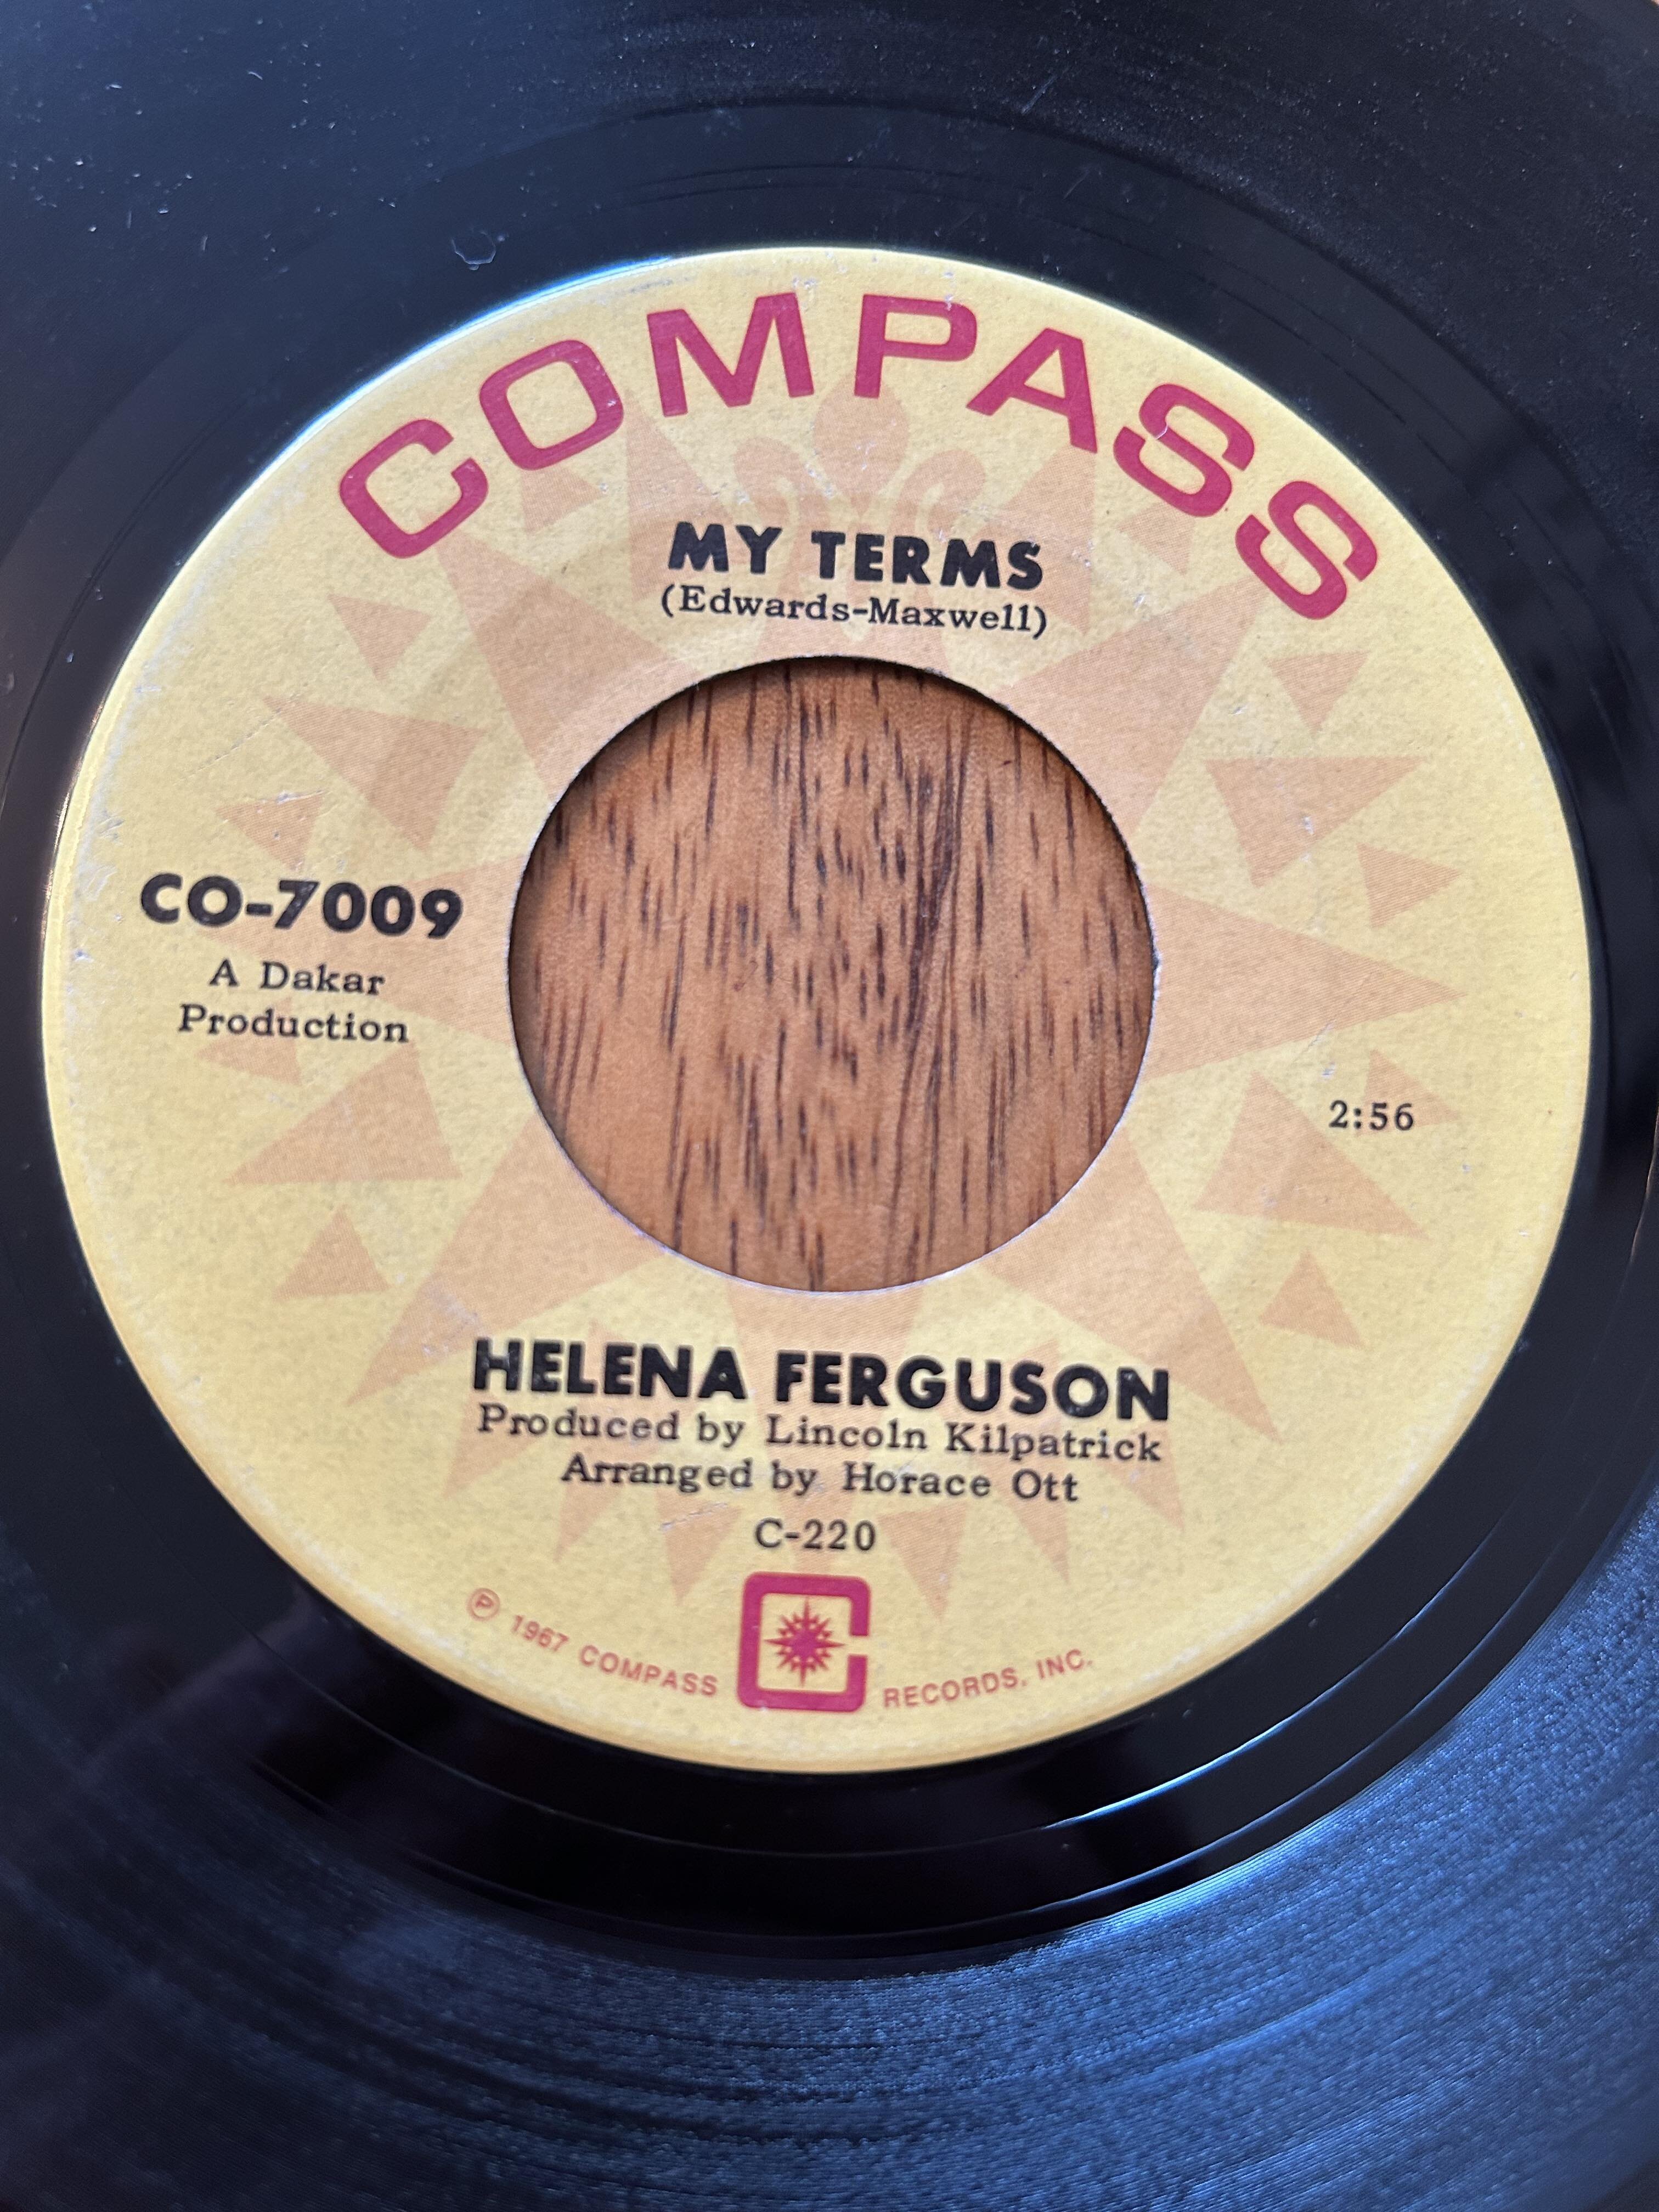 COMPASS
MY TERMS
(Edwards-Maxwell)
CO-7009
A Dakar
Production
2:56
HELENA FERGUSON
Produced by Lincoln Kilpatrick
Arranged by Horace Ott
C-220
℗ 1967 COMPASS RECORDS, INC.